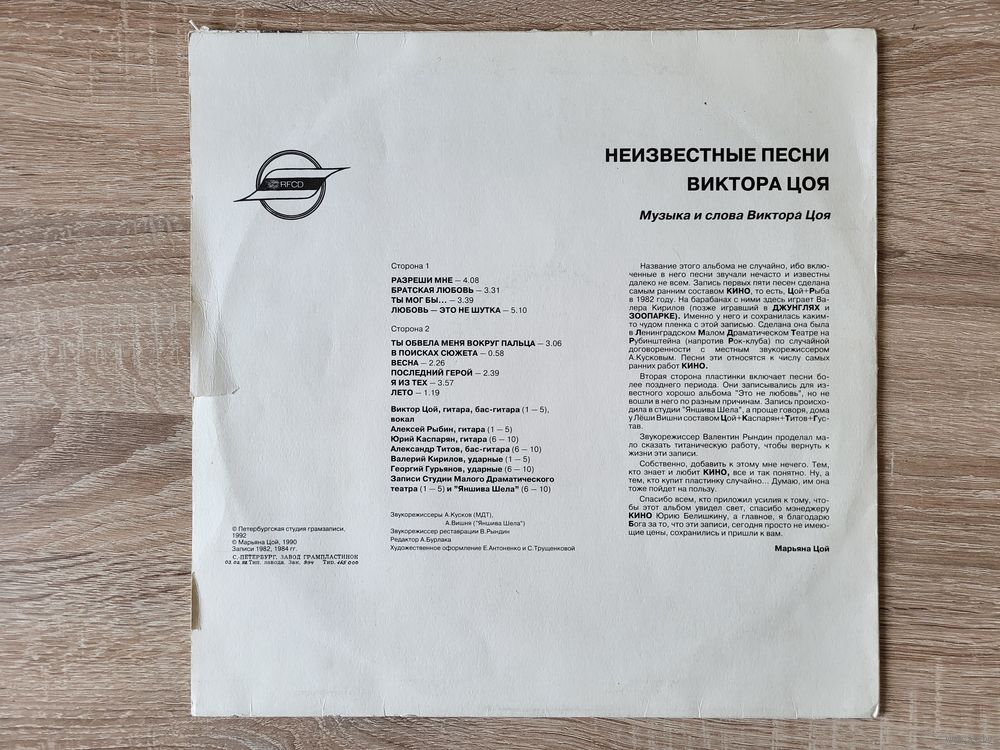 НЕИЗВЕСТНЫЕ ПЕСНИ
ВИКТОРА ЦОЯ
Музыка и слова Виктора Цоя
RFCD
Сторона 1
РАЗРЕШИ МНЕ — 4.08
БРАТСКАЯ ЛЮБОВЬ — 3.31
ТЫ МОГ БЫ... — 3.39
ЛЮБОВЬ — ЭТО НЕ ШУТКА — 5.10
Сторона 2
ТЫ ОБВЕЛА МЕНЯ ВОКРУГ ПАЛЬЦА — 3.06
В ПОИСКАХ СЮЖЕТА — 0.58
ВЕСНА — 2.26
ПОСЛЕДНИЙ ГЕРОЙ — 2.39
Я ИЗ ТЕХ — 3.57
ЛЕТО — 1.19
Виктор Цой, гитара, бас-гитара (1 — 5),
вокал
Алексей Рыбин, гитара (1 — 5)
Юрий Каспарян, гитара (6 — 10)
Александр Титов, бас-гитара (6 — 10)
Валерий Кирилов, ударные (1 — 5)
Георгий Гурьянов, ударные (6 — 10)
Записи Студии Малого Драматического
театра (1 — 5) и "Яншива Шела" (6 — 10)
Звукорежиссеры А.Кусков (МДТ),
А.Вишня ("Яншива Шела")
Звукорежиссер реставрации В.Рындин
Редактор А.Бурлака
Художественное оформление Е.Антоненко и С.Трущенковой
Название этого альбома не случайно, ибо вклю-
ченные в него песни звучали нечасто и известны
далеко не всем. Запись первых пяти песен сделана
самым ранним составом КИНО, то есть, Цой+Рыба
в 1982 году. На барабанах с ними здесь играет Ва-
лера Кирилов (позже игравший в ДЖУНГЛЯХ и
ЗООПАРКЕ). Именно у него и сохранилась каким-
то чудом пленка с этой записью. Сделана она была
в Ленинградском Малом Драматическом Театре на
Рубинштейна (напротив Рок-клуба) по случайной
договоренности с местным звукорежиссером
А.Кусковым. Песни эти относятся к числу самых
ранних работ КИНО.
Вторая сторона пластинки включает песни бо-
лее позднего периода. Они записывались для из-
вестного хорошо альбома "Это не любовь", но не
вошли в него по разным причинам. Запись происхо-
дила в студии "Яншива Шела", а проще говоря, дома
у Лёши Вишни составом Цой+Каспарян+Титов+Гус-
тав.
Звукорежиссер Валентин Рындин проделал ма-
ло сказать титаническую работу, чтобы вернуть к
жизни эти записи.
Собственно, добавить к этому мне нечего. Тем,
кто знает и любит КИНО, все и так понятно. Ну, а
тем, кто купит пластинку случайно... Думаю, им она
тоже пойдет на пользу.
Спасибо всем, кто приложил усилия к тому, что-
бы этот альбом увидел свет, спасибо мэнеджеру
КИНО Юрию Белишкину, а главное, я благодарю
Бога за то, что эти записи, сегодня просто не имею-
щие цены, сохранились и пришли к вам.
Марьяна Цой
© Петербургская студия грамзаписи,
1992
© Марьяна Цой, 1990
Записи 1982, 1984 гг.
С.-ПЕТЕРБУРГ. ЗАВОД ГРАМПЛАСТИНОК
Тип. завода. Зак. 994 Тир. 165 000